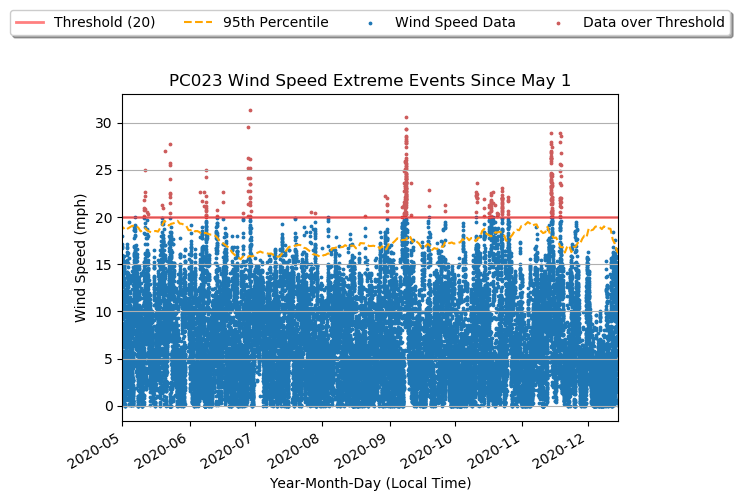 Threshold (20) 95th Percentile Wind Speed Data Data over Threshold
PC023 Wind Speed Extreme Events Since May 1
Wind Speed (mph)
30
25
20
15
10
5
0
2020-05 2020-06 2020-07 2020-08 2020-09 2020-10 2020-11 2020-12
Year-Month-Day (Local Time)